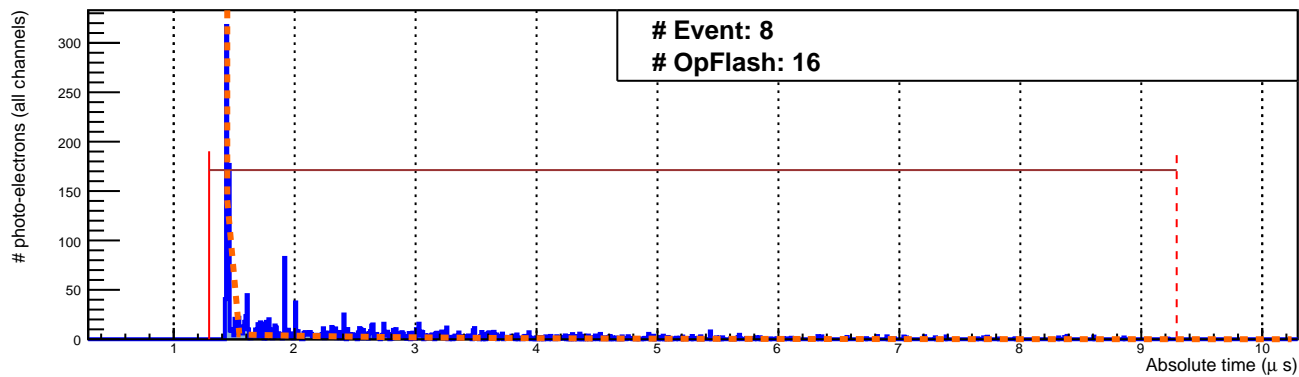 # Event: 8
# OpFlash: 16
# photo-electrons (all channels)
300
250
200
150
100
50
0
1 2 3 4 5 6 7 8 9 10
Absolute time (μ s)